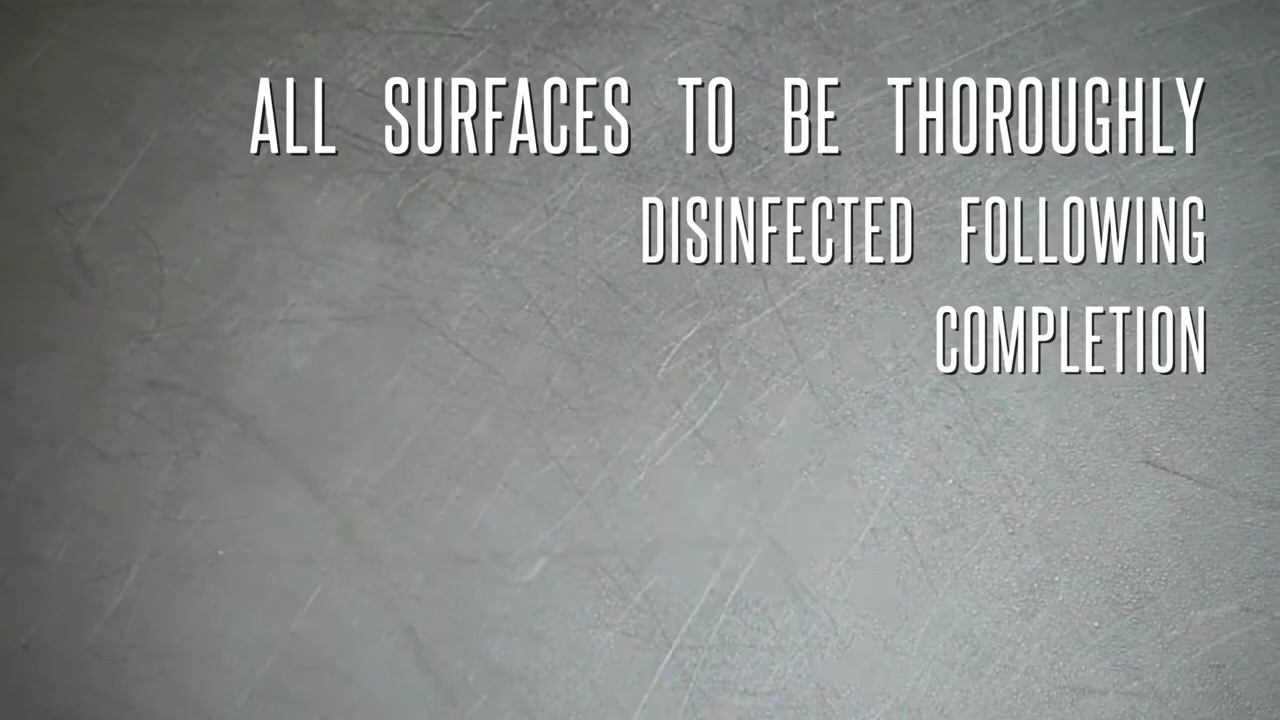 ALL SURFACES TO BE THOROUGHLY
DISINFECTED FOLLOWING
COMPLETION